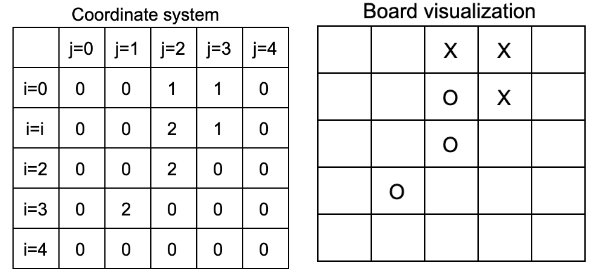 Coordinate system
j=0 j=1 j=2 j=3 j=4
i=0 0 0 1 1 0
i=i 0 0 2 1 0
i=2 0 0 2 0 0
i=3 0 2 0 0 0
i=4 0 0 0 0 0
Board visualization
X X
O X
O
O